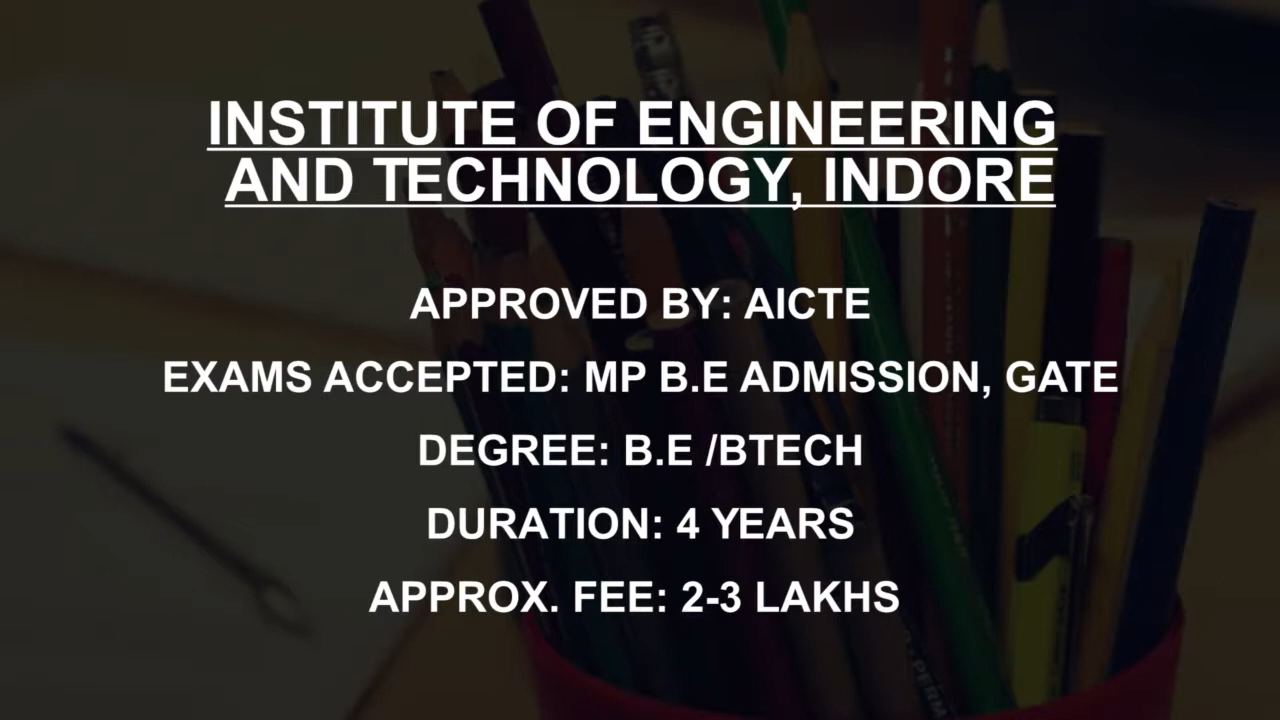 INSTITUTE OF ENGINEERING
AND TECHNOLOGY, INDORE
APPROVED BY: AICTE
EXAMS ACCEPTED: MP B.E ADMISSION, GATE
DEGREE: B.E /BTECH
DURATION: 4 YEARS
APPROX. FEE: 2-3 LAKHS